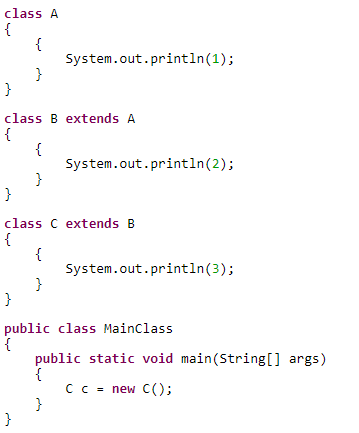 class A
{
    {
        System.out.println(1);
    }
}
class B extends A
{
    {
        System.out.println(2);
    }
}
class C extends B
{
    {
        System.out.println(3);
    }
}
public class MainClass
{
    public static void main(String[] args)
    {
        C c = new C();
    }
}